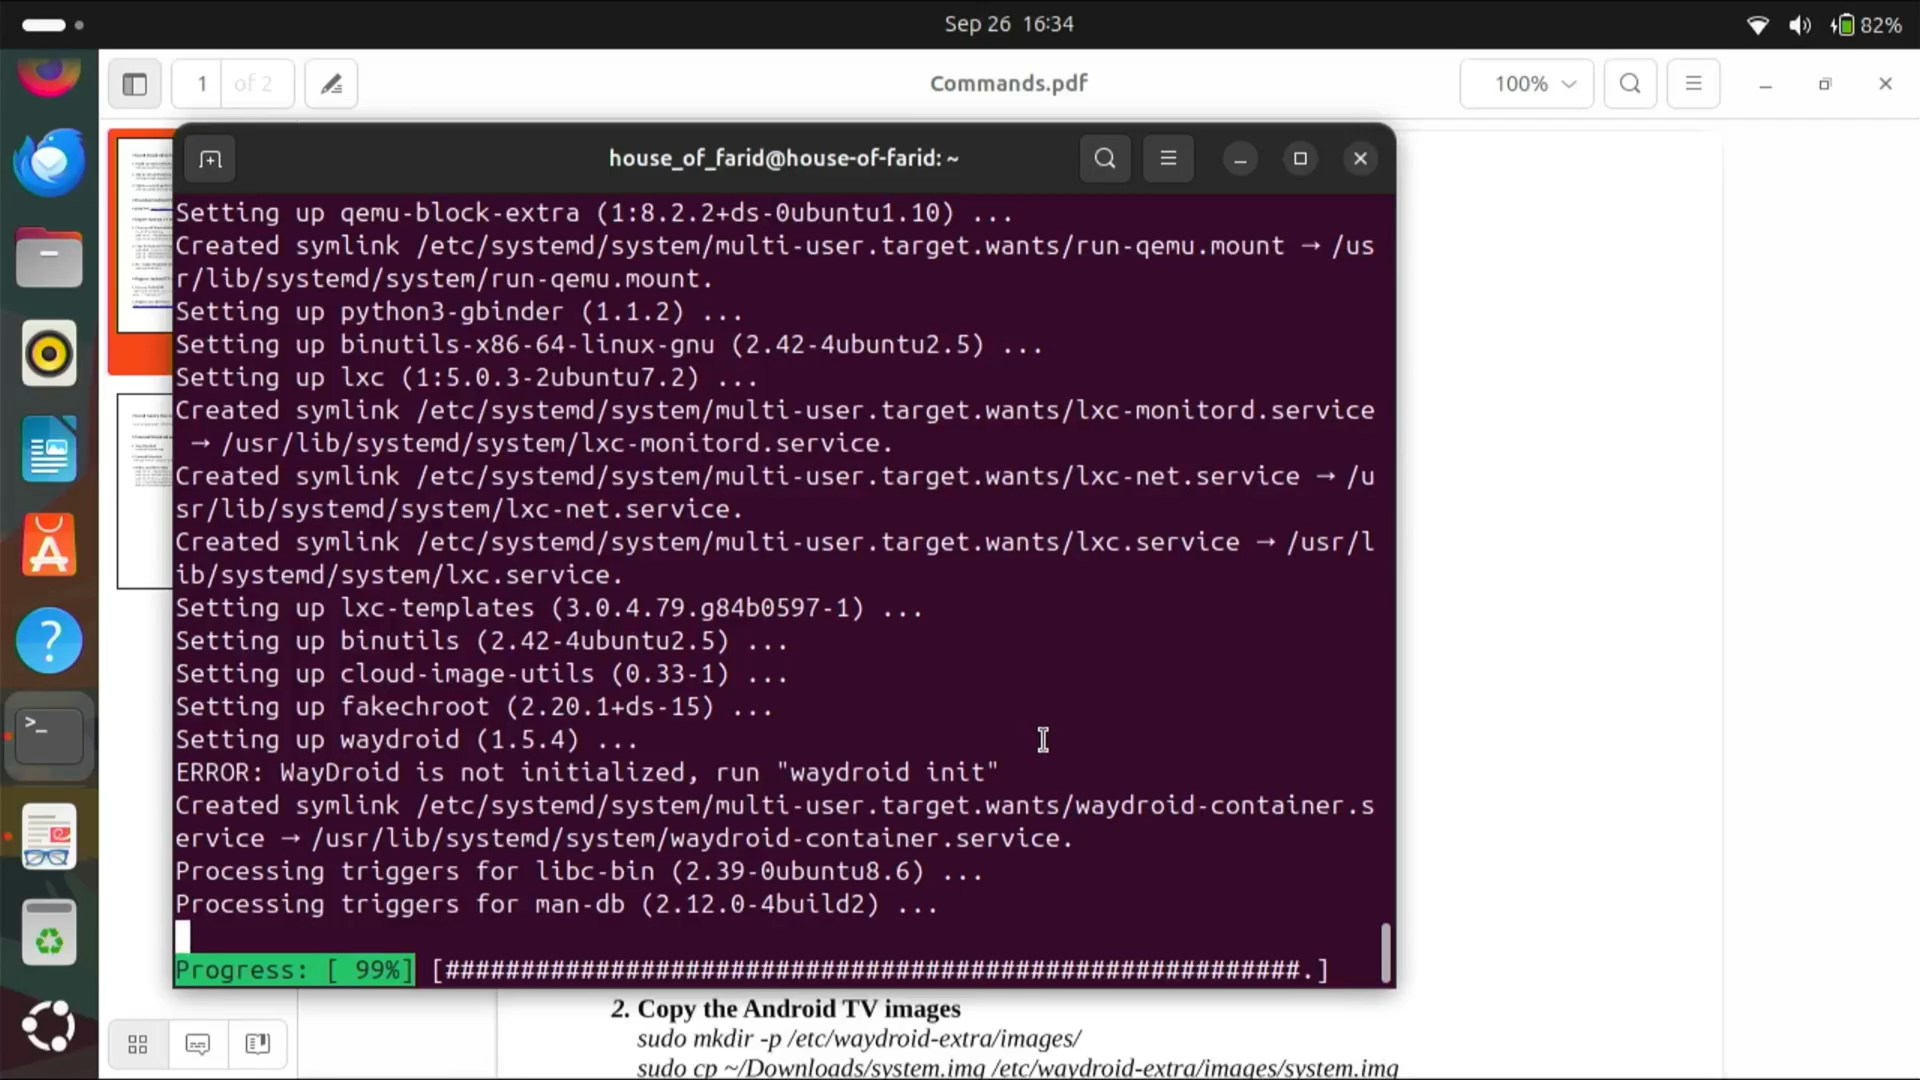 Sep 26 16:34
82%
1 of 2
Commands.pdf
100%
house_of_farid@house-of-farid: ~
Setting up qemu-block-extra (1:8.2.2+ds-0ubuntu1.10) ...
Created symlink /etc/systemd/system/multi-user.target.wants/run-qemu.mount → /us
r/lib/systemd/system/run-qemu.mount.
Setting up python3-gbinder (1.1.2) ...
Setting up binutils-x86-64-linux-gnu (2.42-4ubuntu2.5) ...
Setting up lxc (1:5.0.3-2ubuntu7.2) ...
Created symlink /etc/systemd/system/multi-user.target.wants/lxc-monitord.service
→ /usr/lib/systemd/system/lxc-monitord.service.
Created symlink /etc/systemd/system/multi-user.target.wants/lxc-net.service → /u
sr/lib/systemd/system/lxc-net.service.
Created symlink /etc/systemd/system/multi-user.target.wants/lxc.service → /usr/l
ib/systemd/system/lxc.service.
Setting up lxc-templates (3.0.4.79.g84b0597-1) ...
Setting up binutils (2.42-4ubuntu2.5) ...
Setting up cloud-image-utils (0.33-1) ...
Setting up fakechroot (2.20.1+ds-15) ...
Setting up waydroid (1.5.4) ...
ERROR: WayDroid is not initialized, run "waydroid init"
Created symlink /etc/systemd/system/multi-user.target.wants/waydroid-container.s
ervice → /usr/lib/systemd/system/waydroid-container.service.
Processing triggers for libc-bin (2.39-0ubuntu8.6) ...
Processing triggers for man-db (2.12.0-4build2) ...
Progress: [ 99%] [#########################################################.]
2. Copy the Android TV images
sudo mkdir -p /etc/waydroid-extra/images/
sudo cp ~/Downloads/system.img /etc/waydroid-extra/images/system.img